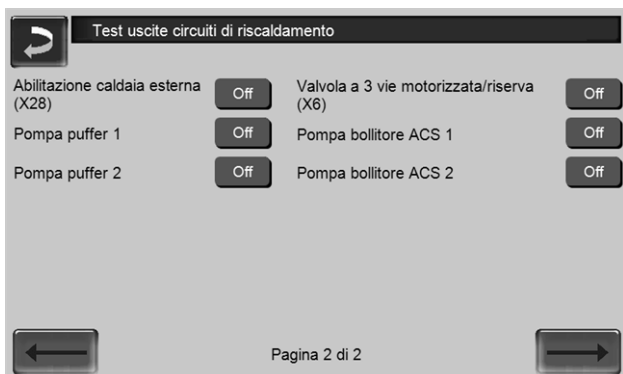 Test uscite circuiti di riscaldamento
Abilitazione caldaia esterna
(X28)
Off
Valvola a 3 vie motorizzata/riserva
(X6)
Off
Pompa puffer 1
Off
Pompa bollitore ACS 1
Off
Pompa puffer 2
Off
Pompa bollitore ACS 2
Off
Pagina 2 di 2